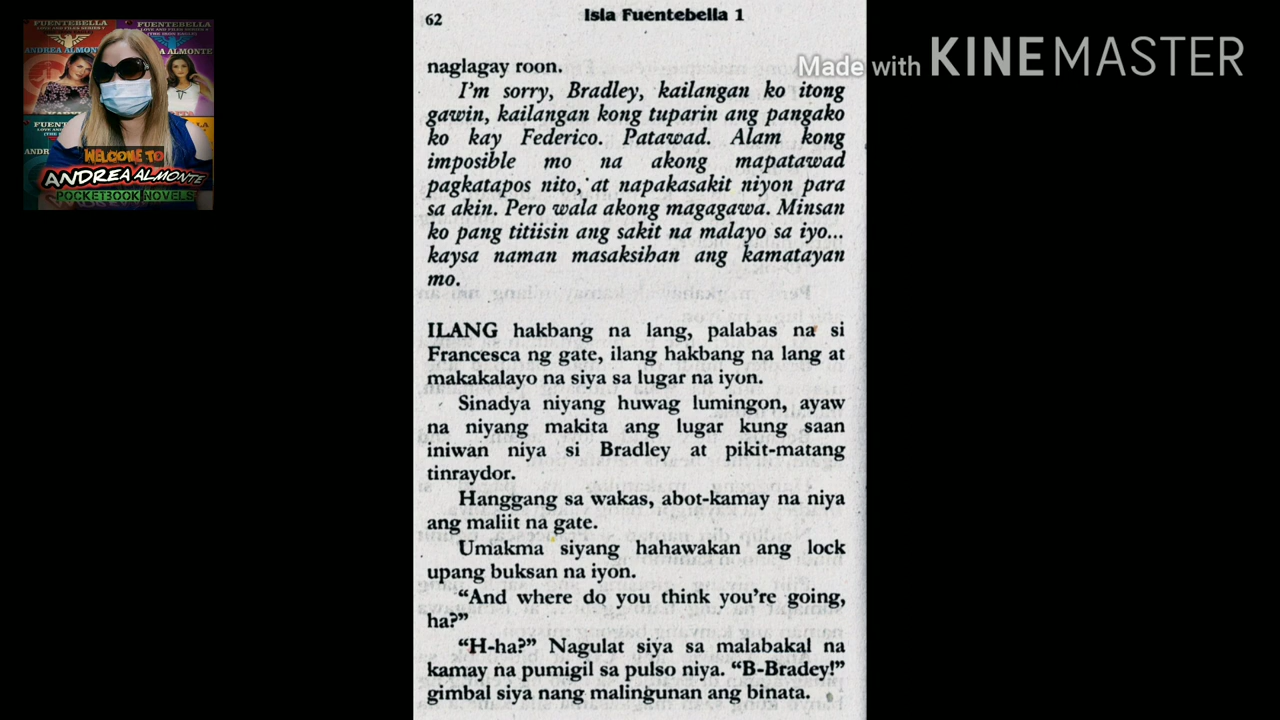 FUENTEBELLA
FUENTEBELLA
ANDREA ALMONTE
ALMONTE
FUENTE
ANDR
WELCOME TO
ANDREA ALMONTE
POCKETBOOK NOVELS
Made with KINEMASTER
62 Isla Fuentebella 1
naglagay roon.
I'm sorry, Bradley, kailangan ko itong
gawin, kailangan kong tuparin ang pangako
ko kay Federico. Patawad. Alam kong
imposible mo na akong mapatawad
pagkatapos nito, at napakasakit niyon para
sa akin. Pero wala akong magagawa. Minsan
ko pang titiisin ang sakit na malayo sa iyo...
kaysa naman masaksihan ang kamatayan
mo.
ILANG hakbang na lang, palabas na si
Francesca ng gate, ilang hakbang na lang at
makakalayo na siya sa lugar na iyon.
Sinadya niyang huwag lumingon, ayaw
na niyang makita ang lugar kung saan
iniwan niya si Bradley at pikit-matang
tinraydor.
Hanggang sa wakas, abot-kamay na niya
ang maliit na gate.
Umakma siyang hahawakan ang lock
upang buksan na iyon.
“And where do you think you're going,
ha?”
“H-ha?” Nagulat siya sa malabakal na
kamay na pumigil sa pulso niya. “B-Bradey!”
gimbal siya nang malingunan ang binata.